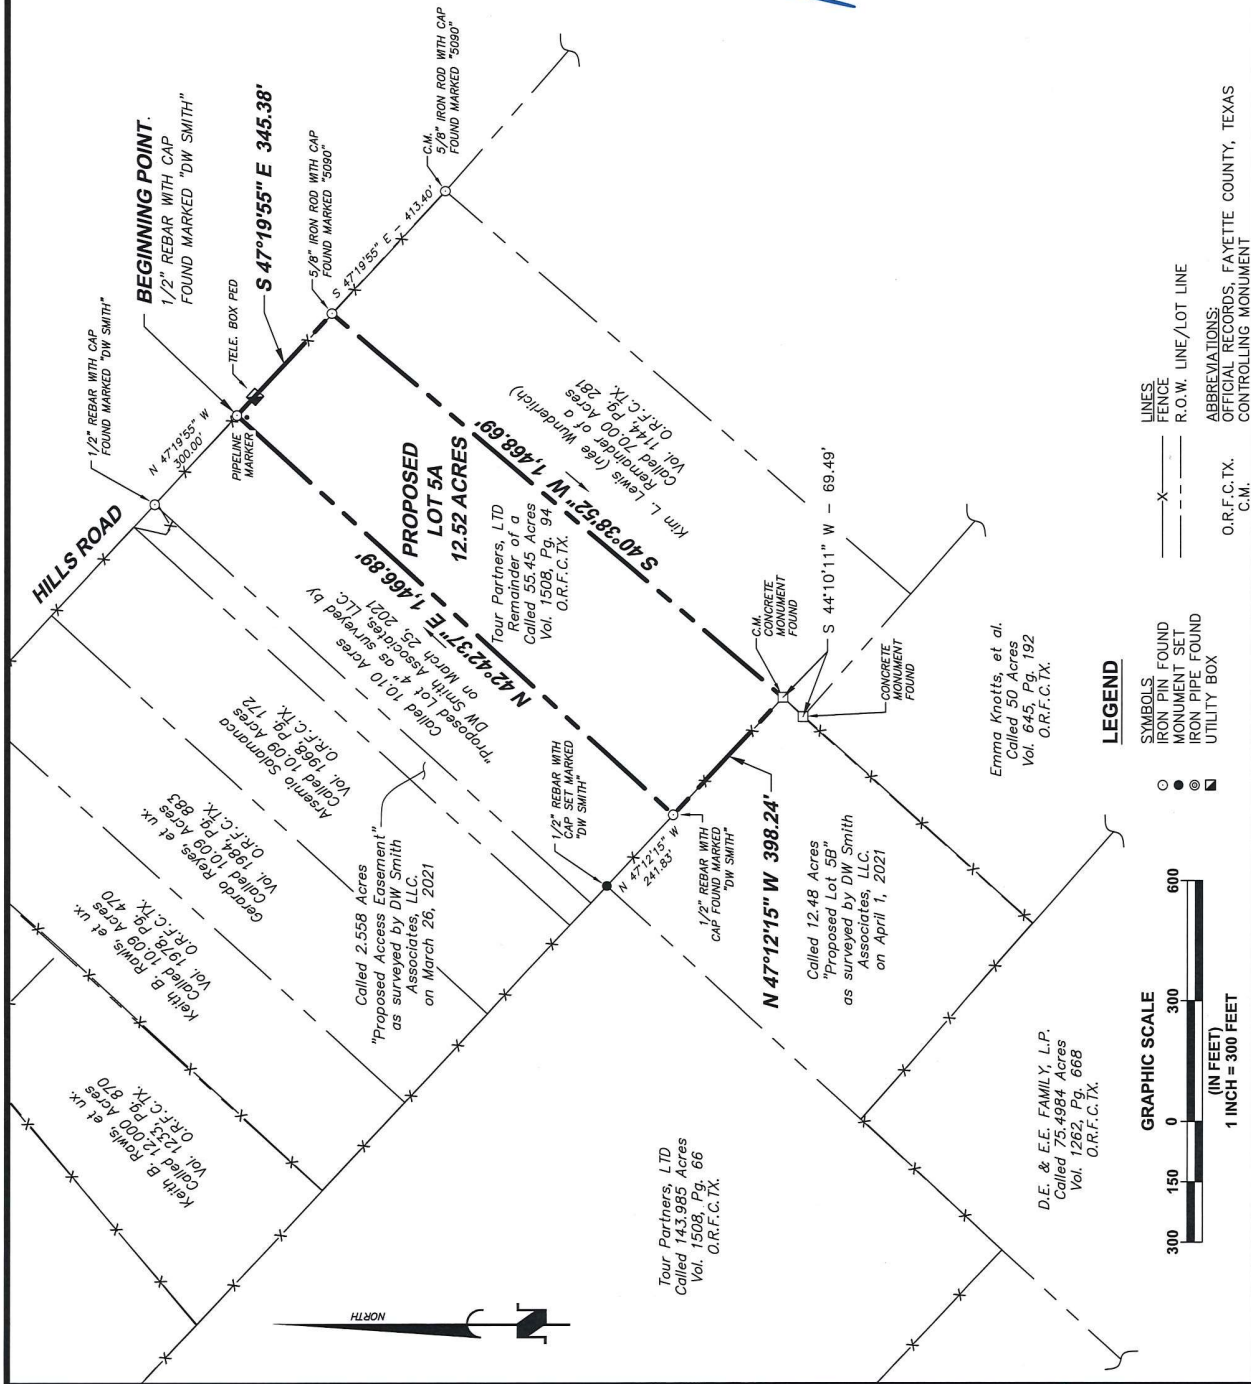 HILLS ROAD
1/2" REBAR WITH CAP
FOUND MARKED "DW SMITH"
N 47°19'55" W
300.00'
BEGINNING POINT.
1/2" REBAR WITH CAP
FOUND MARKED "DW SMITH"
PIPELINE
MARKER
TELE. BOX PED
S 47°19'55" E 345.38'
5/8" IRON ROD WITH CAP
FOUND MARKED "5090"
S 47°19'55" E - 413.40'
C.M.
5/8" IRON ROD WITH CAP
FOUND MARKED "5090"
Keith B. Rawls, et ux.
Called 12.000 Acres
Vol. 1233, Pg. 870
O.R.F.C.TX.
Keith B. Rawls, et ux.
Called 10.09 Acres
Vol. 1978, Pg. 470
O.R.F.C.TX.
Gerardo Reyes, et ux.
Called 10.09 Acres
Vol. 1984, Pg. 883
O.R.F.C.TX.
Arsemio Salamanca
Called 10.09 Acres
Vol. 1968, Pg. 172
O.R.F.C.TX.
Called 10.10 Acres
"Proposed Lot 4" as surveyed by
DW Smith Associates, LLC.
on March 25, 2021
N 42°42'37" E 1,466.89'
PROPOSED
LOT 5A
12.52 ACRES
Tour Partners, LTD
Remainder of a
Called 55.45 Acres
Vol. 1508, Pg. 94
O.R.F.C.TX.
S 40°38'52" W 1,468.69'
Kim L. Lewis (née Wunderlich)
Remainder of a
Called 70.00 Acres
Vol. 1144, Pg. 281
O.R.F.C.TX.
Called 2.558 Acres
"Proposed Access Easement"
as surveyed by DW Smith
Associates, LLC.
on March 26, 2021
1/2" REBAR WITH
CAP SET MARKED
"DW SMITH"
N 47°12'15" W
241.83'
1/2" REBAR WITH
CAP FOUND MARKED
"DW SMITH"
N 47°12'15" W 398.24'
C.M.
CONCRETE
MONUMENT
FOUND
S 44°10'11" W - 69.49'
CONCRETE
MONUMENT
FOUND
Called 12.48 Acres
"Proposed Lot 5B"
as surveyed by DW Smith
Associates, LLC.
on April 1, 2021
Emma Knotts, et al.
Called 50 Acres
Vol. 645, Pg. 192
O.R.F.C.TX.
Tour Partners, LTD
Called 143.985 Acres
Vol. 1508, Pg. 66
O.R.F.C.TX.
D.E. & E.E. FAMILY, L.P.
Called 75.4984 Acres
Vol. 1262, Pg. 668
O.R.F.C.TX.
NORTH
N
GRAPHIC SCALE
300 150 0 300 600
(IN FEET)
1 INCH = 300 FEET
LEGEND
SYMBOLS
IRON PIN FOUND
MONUMENT SET
IRON PIPE FOUND
UTILITY BOX
LINES
FENCE
R.O.W. LINE/LOT LINE
ABBREVIATIONS:
O.R.F.C.TX. OFFICIAL RECORDS, FAYETTE COUNTY, TEXAS
C.M. CONTROLLING MONUMENT